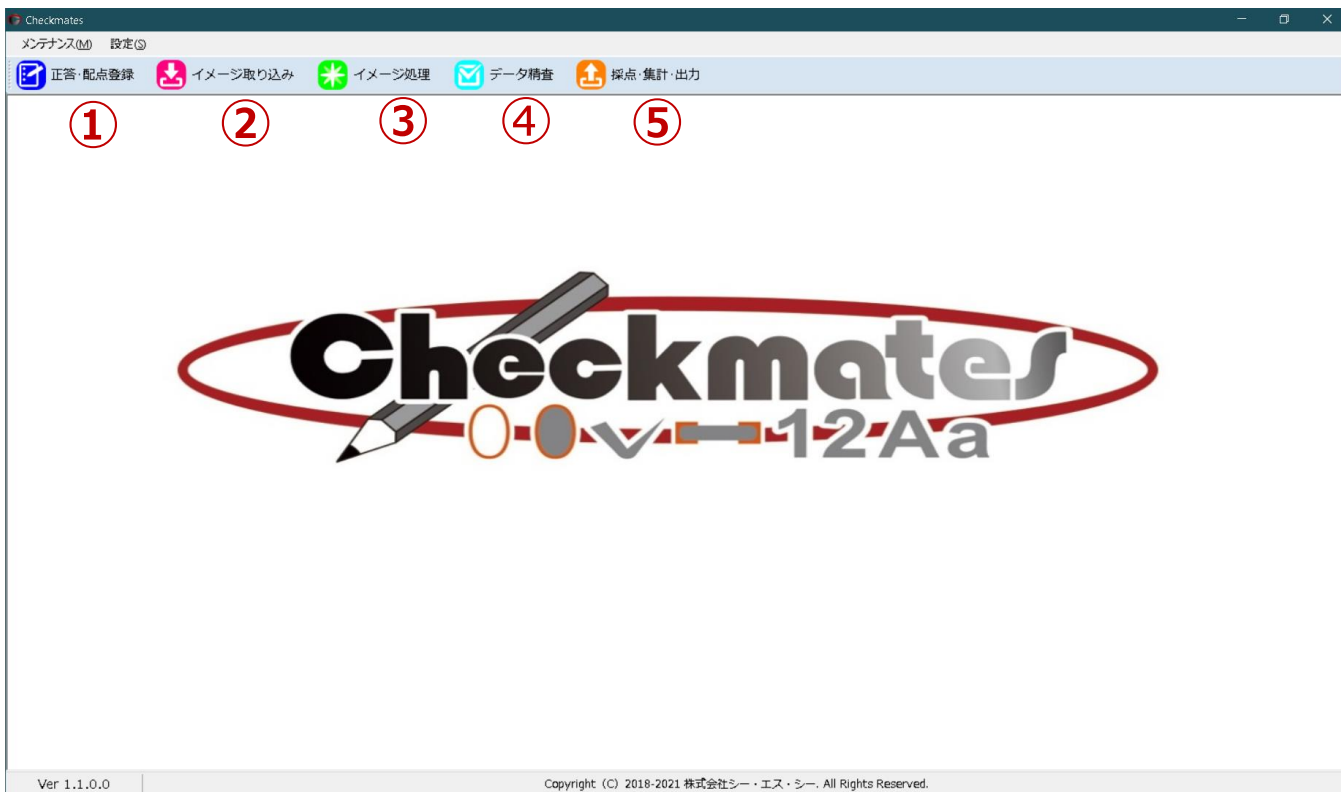 Checkmates
メンテナンス(M) 設定(S)
正答・配点登録 イメージ取り込み イメージ処理 データ精査 採点・集計・出力
① ② ③ ④ ⑤
Checkmates
12Aa
Ver 1.1.0.0 Copyright (C) 2018-2021 株式会社シー・エス・シー. All Rights Reserved.